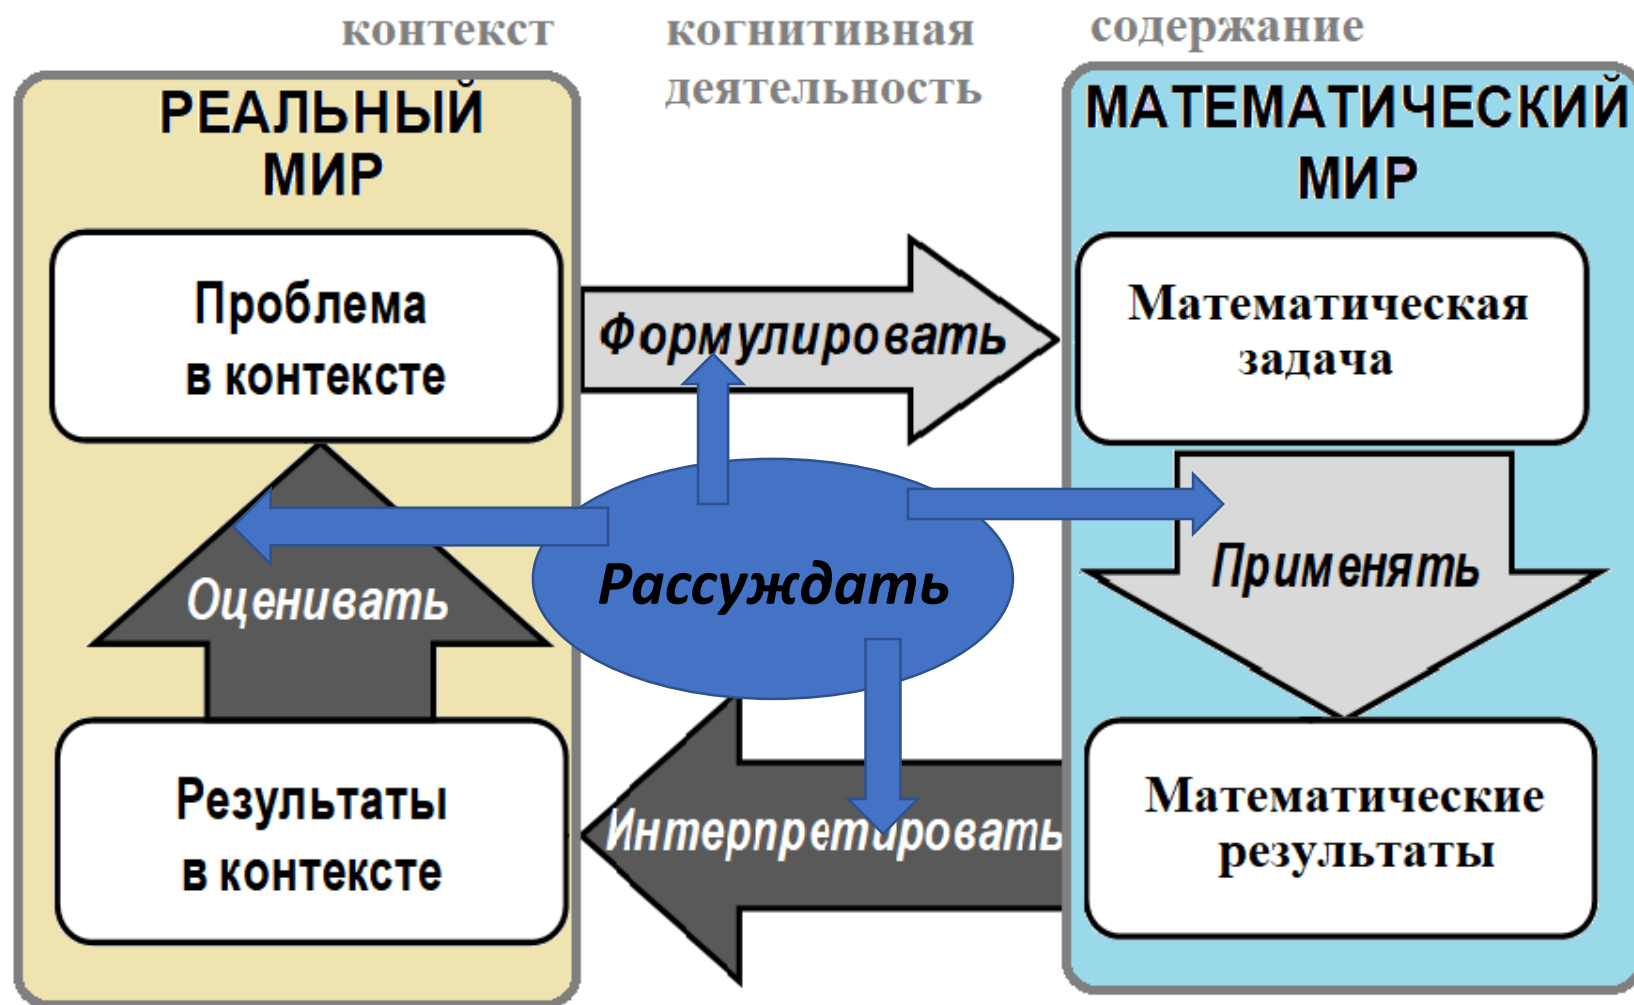 контекст
когнитивная
деятельность
содержание
РЕАЛЬНЫЙ
МИР
МАТЕМАТИЧЕСКИЙ
МИР
Проблема
в контексте
Формулировать
Математическая
задача
Оценивать
Рассуждать
Применять
Результаты
в контексте
Интерпретировать
Математические
результаты